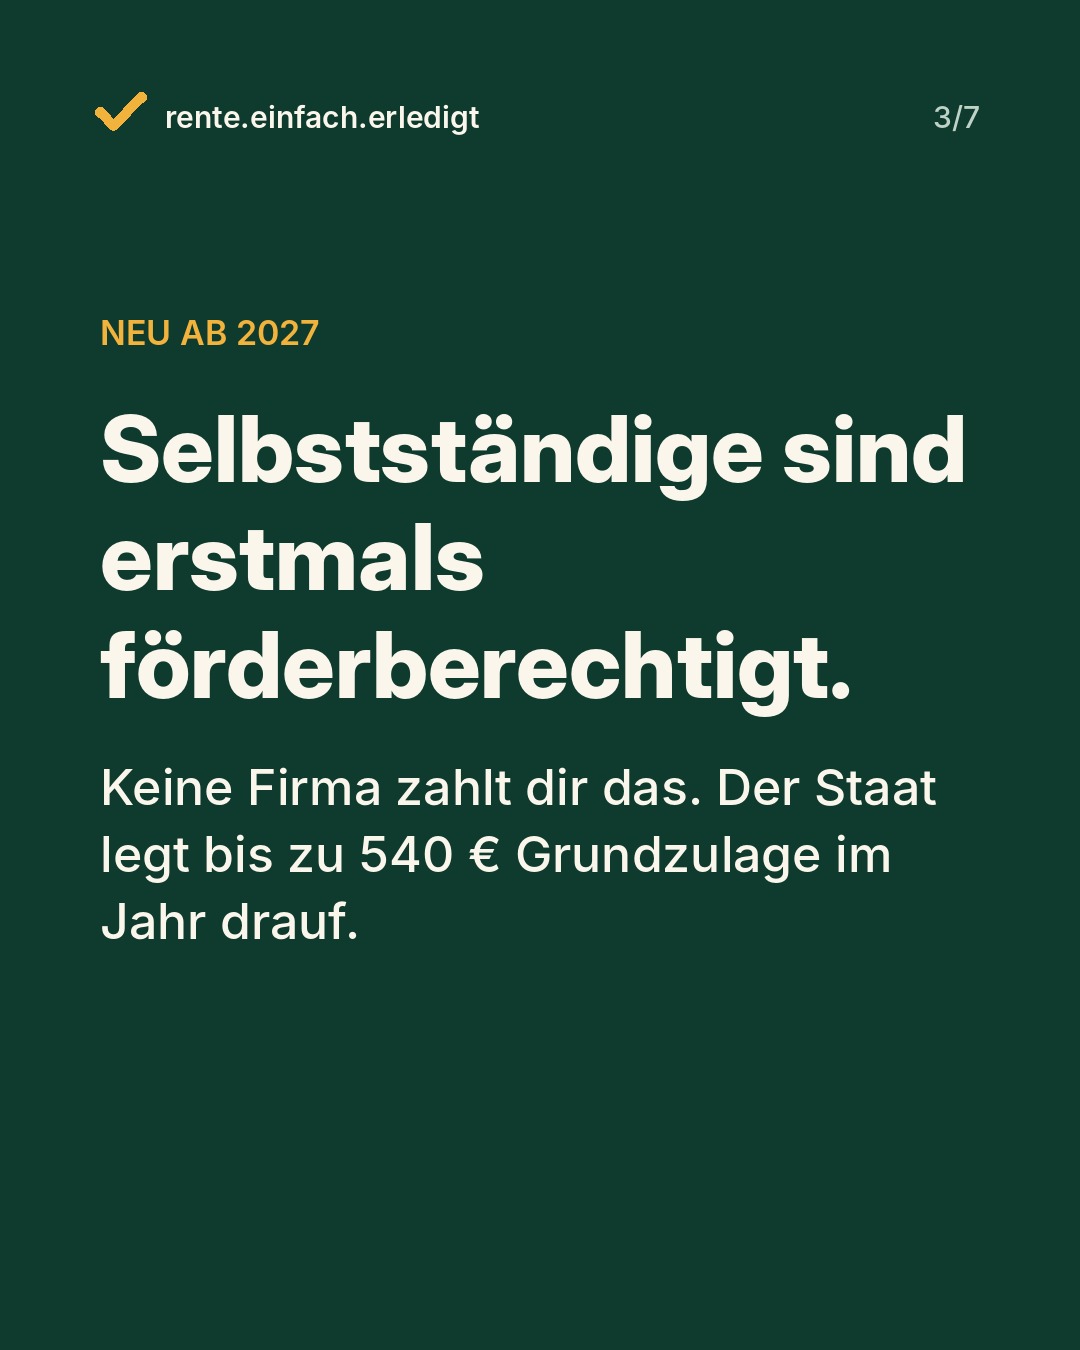 rente.einfach.erledigt
3/7
NEU AB 2027
Selbstständige sind
erstmals
förderberechtigt.
Keine Firma zahlt dir das. Der Staat
legt bis zu 540 € Grundzulage im
Jahr drauf.